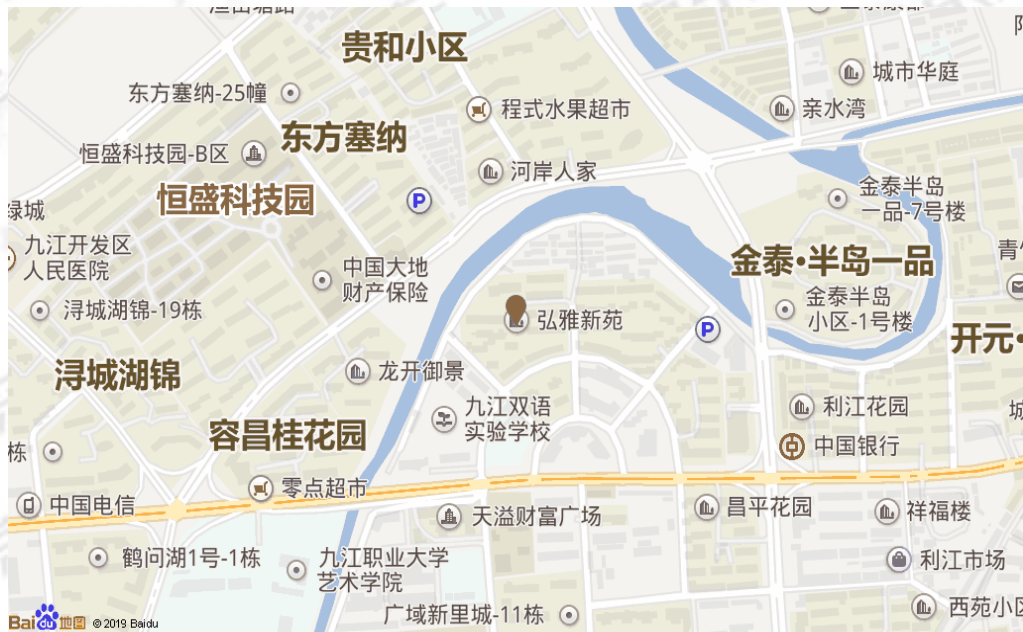 贵和小区
城市华庭
东方塞纳-25幢
程式水果超市
亲水湾
东方塞纳
恒盛科技园-B区
河岸人家
恒盛科技园
金泰半岛
一品-7号楼
绿城
九江开发区
人民医院
金泰·半岛一品
中国大地
财产保险
金泰半岛
小区-1号楼
浔城湖锦-19栋
弘雅新苑
开元·
浔城湖锦
龙开御景
九江双语
实验学校
利江花园
容昌桂花园
中国银行
栋
零点超市
中国电信
天溢财富广场
昌平花园
祥福楼
鹤问湖1号-1栋
九江职业大学
艺术学院
利江市场
广域新里城-11栋
西苑小区
Bai du 地图 © 2019 Baidu